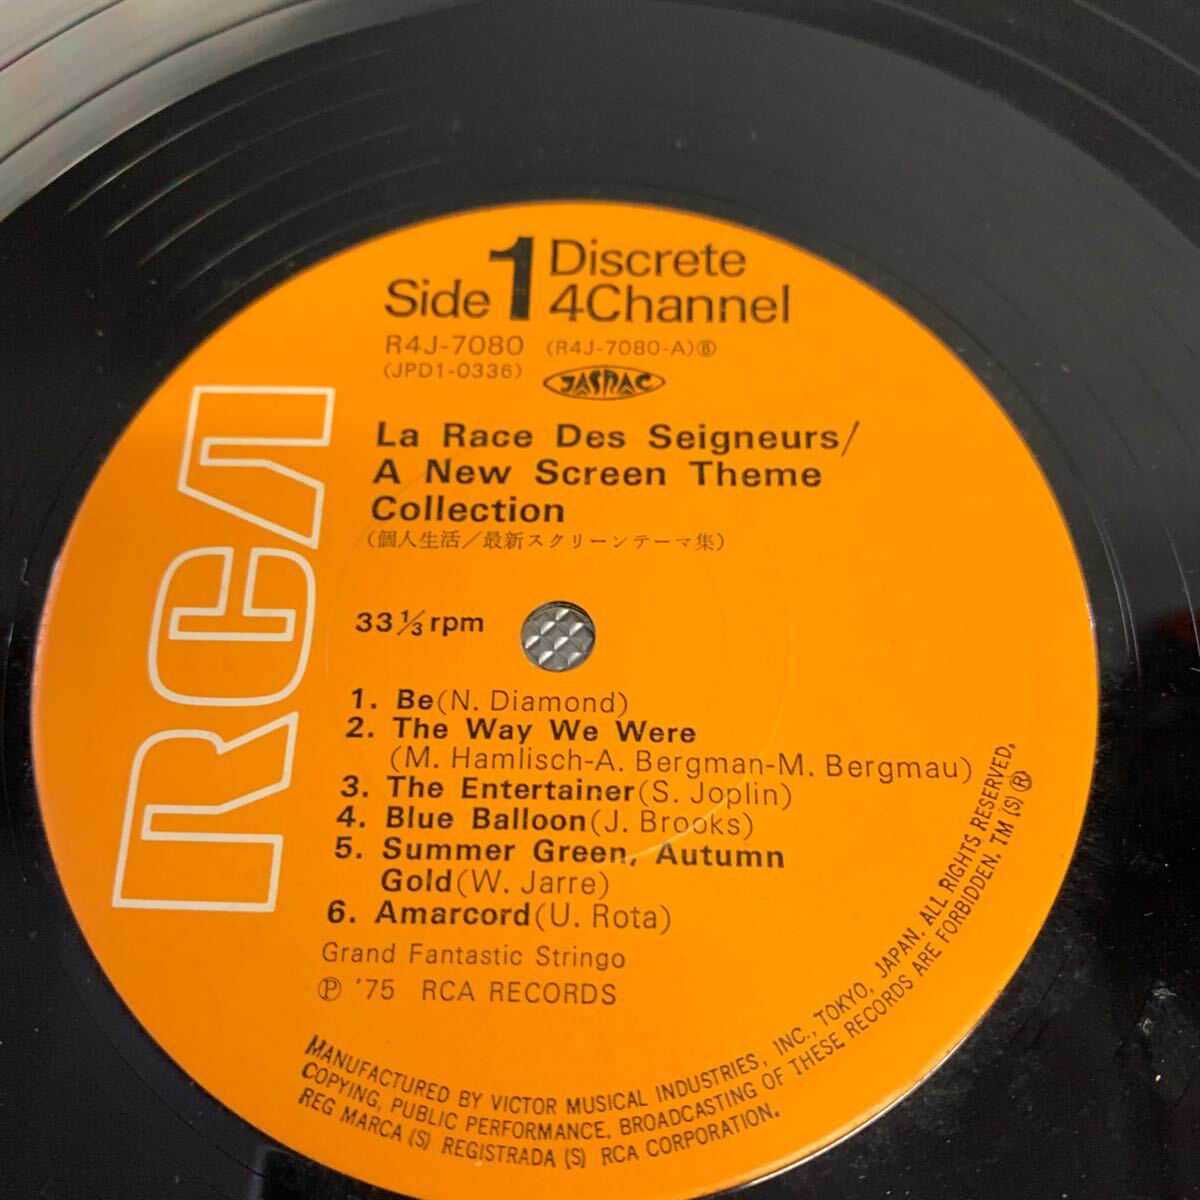 Side 1 Discrete
4Channel
R4J-7080 (R4J-7080-A)⑥
(JPD1-0336) JASRAC
La Race Des Seigneurs/
A New Screen Theme
Collection
(個人生活/最新スクリーンテーマ集)
RCA
33 1/3 rpm
1. Be(N. Diamond)
2. The Way We Were
(M. Hamlisch-A. Bergman-M. Bergmau)
3. The Entertainer(S. Joplin)
4. Blue Balloon(J. Brooks)
5. Summer Green, Autumn
Gold(W. Jarre)
6. Amarcord(U. Rota)
Grand Fantastic Stringo
Ⓟ '75 RCA RECORDS
MANUFACTURED BY VICTOR MUSICAL INDUSTRIES, INC., TOKYO, JAPAN. ALL RIGHTS RESERVED.
COPYING, PUBLIC PERFORMANCE, BROADCASTING OF THESE RECORDS ARE FORBIDDEN. TM (S) ®
REG MARCA (S) REGISTRADA (S) RCA CORPORATION.